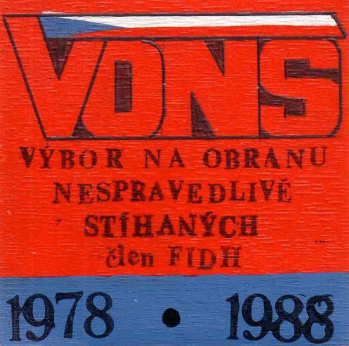 VONS
VÝBOR NA OBRANU
NESPRAVEDLIVĚ
STÍHANÝCH
člen FIDH
1978 • 1988